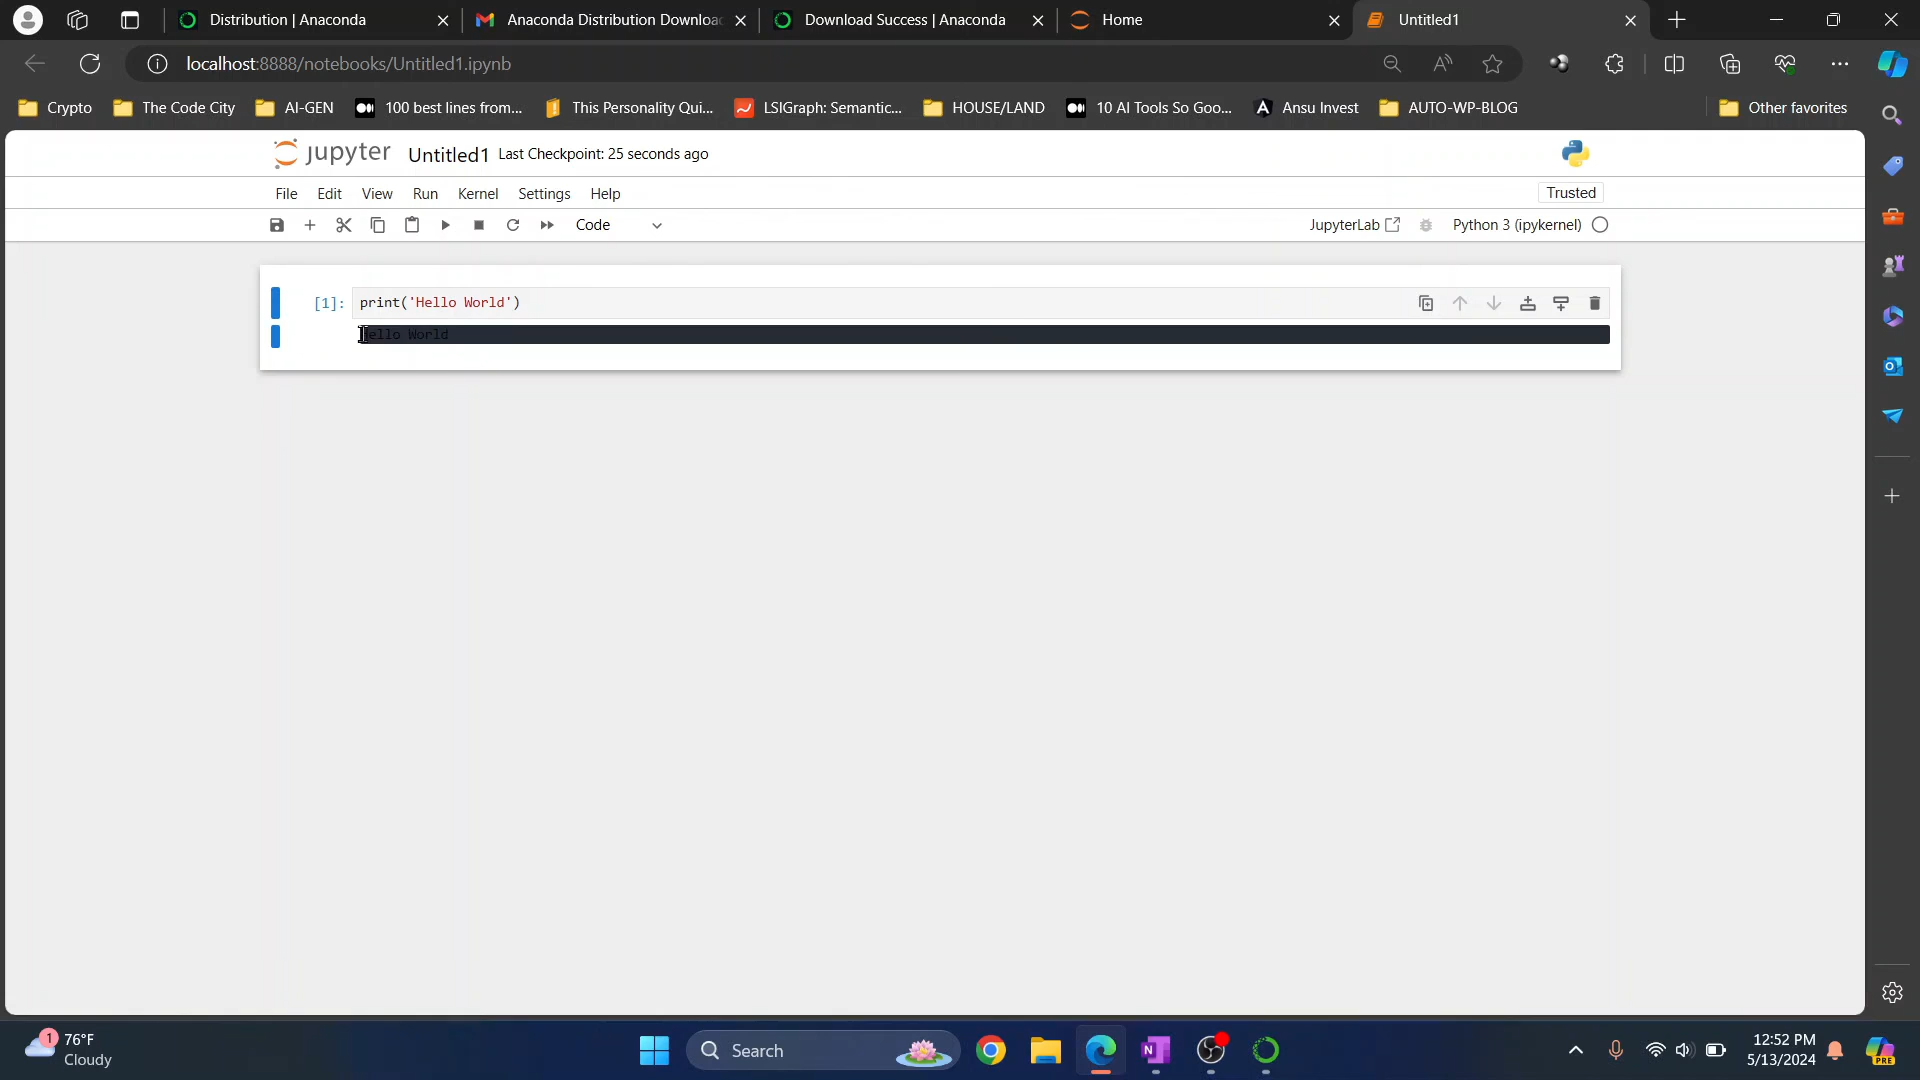 Distribution | Anaconda
Anaconda Distribution Downloa
Download Success | Anaconda
Home
Untitled1
localhost:8888/notebooks/Untitled1.ipynb
Crypto
The Code City
AI-GEN
100 best lines from...
This Personality Qui...
LSIGraph: Semantic...
HOUSE/LAND
10 AI Tools So Goo...
Ansu Invest
AUTO-WP-BLOG
Other favorites
jupyter Untitled1 Last Checkpoint: 25 seconds ago
File Edit View Run Kernel Settings Help
Trusted
Code
JupyterLab
Python 3 (ipykernel)
[1]: print('Hello World')
Hello World
1
76°F
Cloudy
Search
N
PRE
12:52 PM
5/13/2024